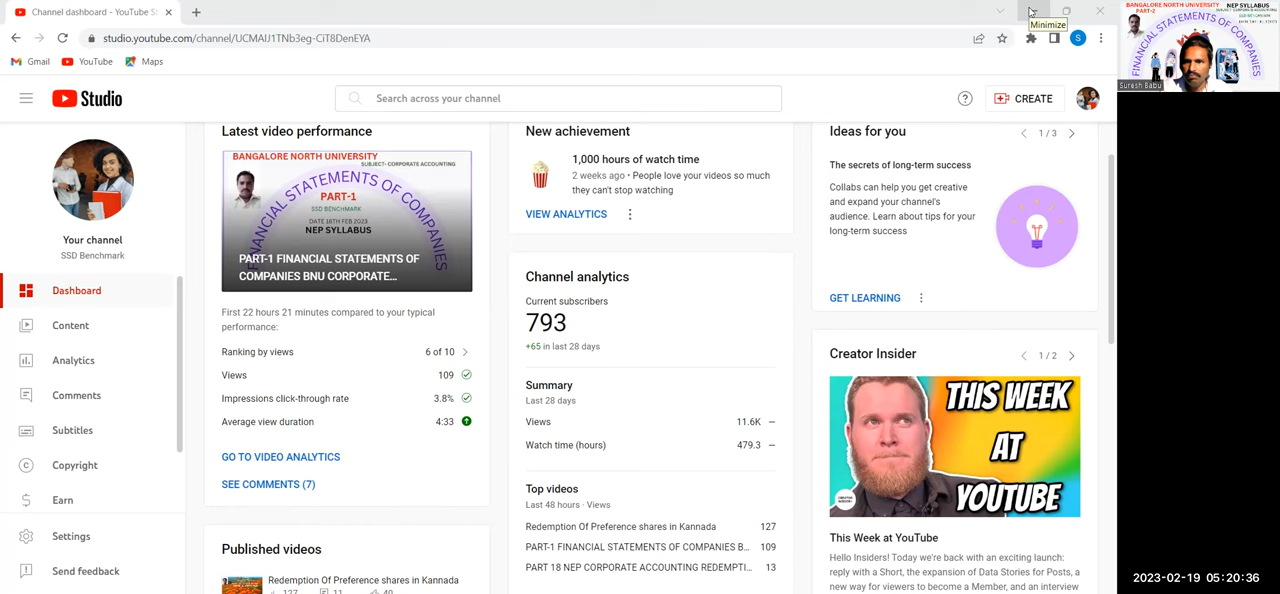 Channel dashboard - YouTube S
Minimize
studio.youtube.com/channel/UCMAIJ1TNb3eg-CIT8DemEYA
S
Gmail
YouTube
Maps
Studio
Search across your channel
CREATE
Your channel
SSD Benchmark
Dashboard
Content
Analytics
Comments
Subtitles
Copyright
Earn
Settings
Send feedback
Latest video performance
BANGALORE NORTH UNIVERSITY
SUBJECT- CORPORATE ACCOUNTING
FINANCIAL STATEMENTS OF COMPANIES
PART-1
SSD BENCHMARK
DATE 18TH FEB 2023
NEP SYLLABUS
PART-1 FINANCIAL STATEMENTS OF
COMPANIES BNU CORPORATE...
First 22 hours 21 minutes compared to your typical
performance:
Ranking by views 6 of 10
Views 109
Impressions click-through rate 3.8%
Average view duration 4:33
GO TO VIDEO ANALYTICS
SEE COMMENTS (7)
Published videos
Redemption Of Preference shares in Kannada
127 11 40
New achievement
1,000 hours of watch time
2 weeks ago • People love your videos so much
they can't stop watching
VIEW ANALYTICS
Channel analytics
Current subscribers
793
+65 in last 28 days
Summary
Last 28 days
Views 11.6K —
Watch time (hours) 479.3 —
Top videos
Last 48 hours · Views
Redemption Of Preference shares in Kannada 127
PART-1 FINANCIAL STATEMENTS OF COMPANIES B... 109
PART 18 NEP CORPORATE ACCOUNTING REDEMPTI... 13
Ideas for you
1 / 3
The secrets of long-term success
Collabs can help you get creative
and expand your channel's
audience. Learn about tips for your
long-term success
GET LEARNING
Creator Insider
1 / 2
THIS WEEK
AT
YOUTUBE
This Week at YouTube
Hello Insiders! Today we're back with an exciting launch:
reply with a Short, the expansion of Data Stories for Posts, a
new way for viewers to become a Member, and an interview
BANGALORE NORTH UNIVERSITY
PART-2
NEP SYLLABUS
FINANCIAL STATEMENTS OF COMPANIES
Suresh Babu
2023-02-19 05:20:36